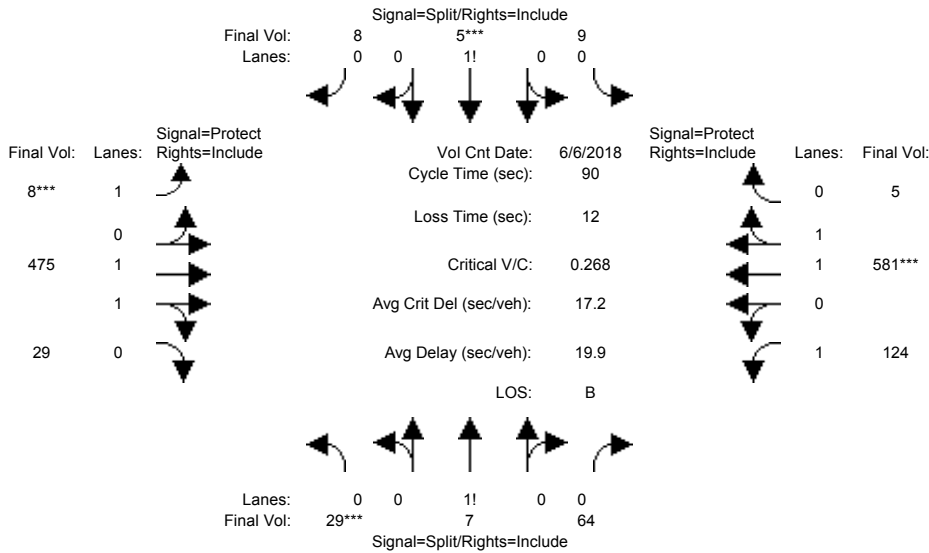 Signal=Split/Rights=Include
Final Vol: 8 5*** 9
Lanes: 0 0 1! 0 0
Signal=Protect Signal=Protect
Final Vol: Lanes: Rights=Include Vol Cnt Date: 6/6/2018 Rights=Include Lanes: Final Vol:
Cycle Time (sec): 90
8*** 1 0 5
Loss Time (sec): 12
0 1
475 1 Critical V/C: 0.268 1 581***
1 Avg Crit Del (sec/veh): 17.2 0
29 0 Avg Delay (sec/veh): 19.9 1 124
LOS: B
Lanes: 0 0 1! 0 0
Final Vol: 29*** 7 64
Signal=Split/Rights=Include